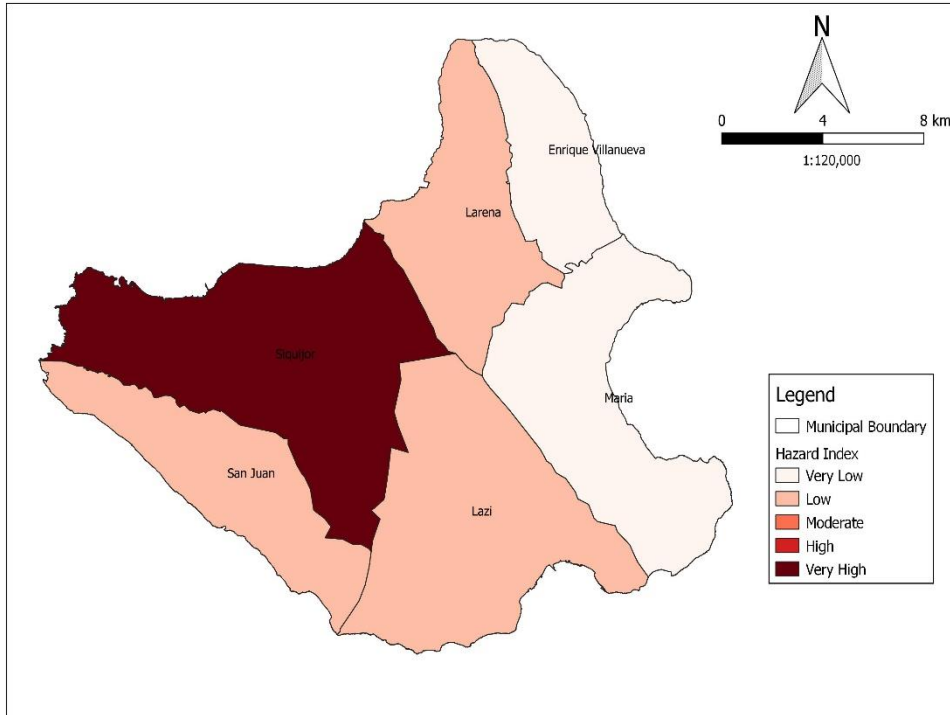 N
0 4 8 km
1:120,000
Enrique Villanueva
Larena
Siquijor
Maria
San Juan
Lazi
Legend
Municipal Boundary
Hazard Index
Very Low
Low
Moderate
High
Very High